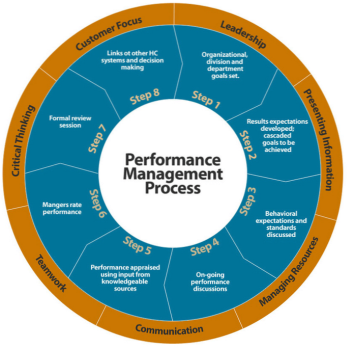 Customer Focus
Leadership
Presenting Information
Managing Resources
Communication
Teamwork
Critical Thinking
Performance
Management
Process
Step 1
Organizational,
division and
department
goals set.
Step 2
Results expectations
developed;
cascaded
goals to be
achieved
Step 3
Behavioral
expectations and
standards
discussed
Step 4
On-going
performance
discussions
Step 5
Performance appraised
using input from
knowledgeable
sources
Step 6
Mangers rate
performance
Step 7
Formal review
session
Step 8
Links ot other HC
systems and decision
making